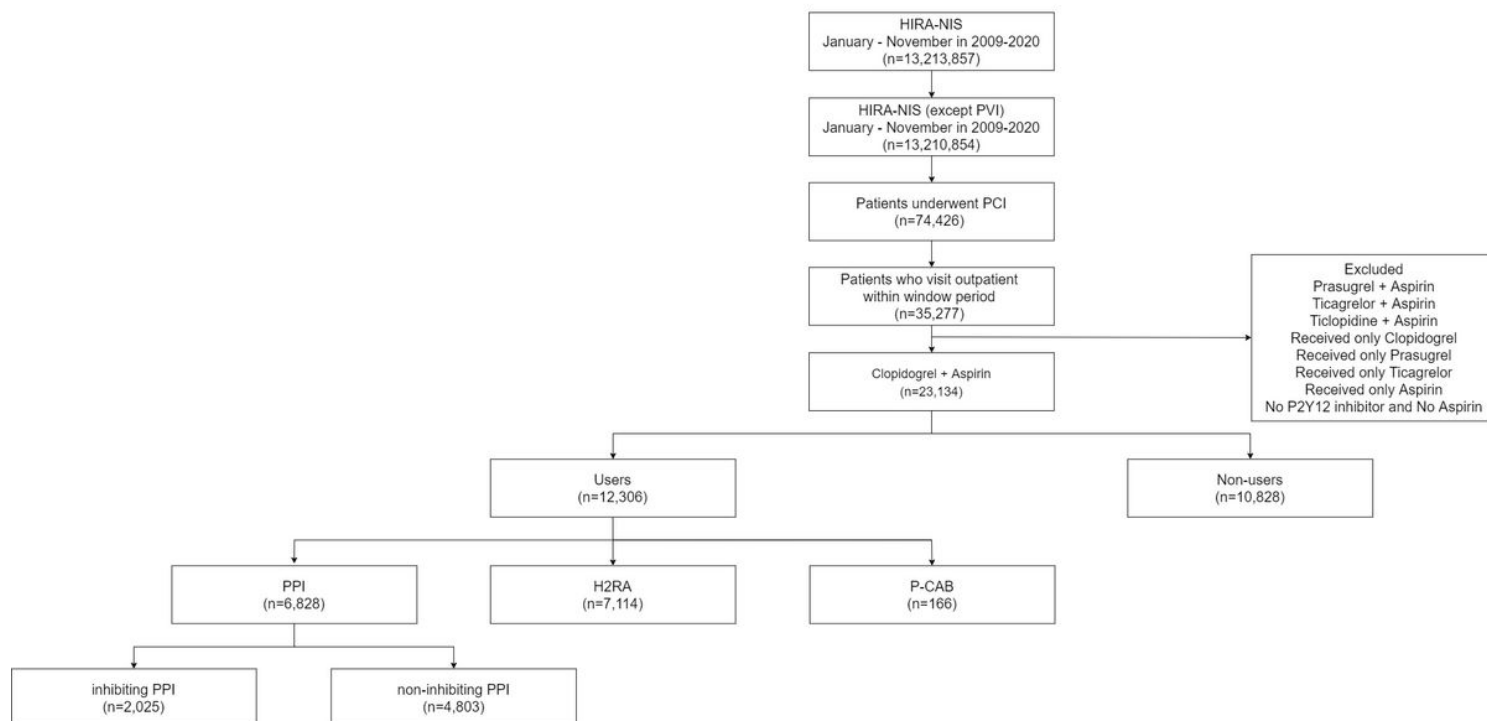 HIRA-NIS
January - November in 2009-2020
(n=13,213,857)
HIRA-NIS (except PVI)
January - November in 2009-2020
(n=13,210,854)
Patients underwent PCI
(n=74,426)
Patients who visit outpatient
within window period
(n=35,277)
Excluded
Prasugrel + Aspirin
Ticagrelor + Aspirin
Ticlopidine + Aspirin
Received only Clopidogrel
Received only Prasugrel
Received only Ticagrelor
Received only Aspirin
No P2Y12 inhibitor and No Aspirin
Clopidogrel + Aspirin
(n=23,134)
Users
(n=12,306)
Non-users
(n=10,828)
PPI
(n=6,828)
H2RA
(n=7,114)
P-CAB
(n=166)
inhibiting PPI
(n=2,025)
non-inhibiting PPI
(n=4,803)